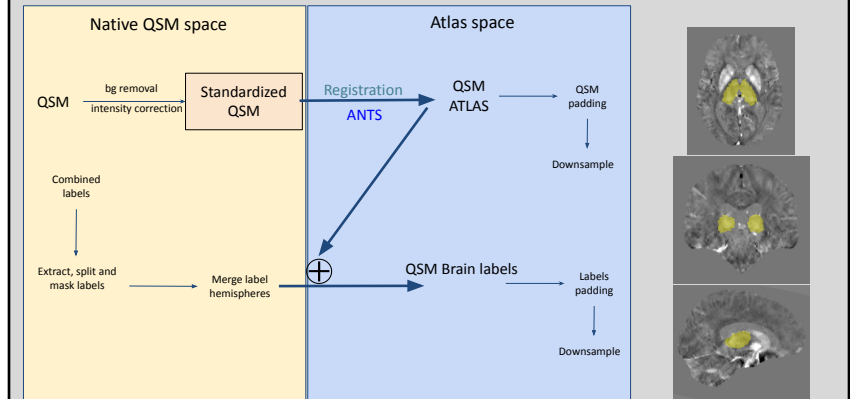 Native QSM space
Atlas space
QSM
bg removal
intensity correction
Standardized
QSM
Registration
ANTS
QSM
ATLAS
QSM
padding
Downsample
Combined
labels
Extract, split and
mask labels
Merge label
hemispheres
QSM Brain labels
Labels
padding
Downsample